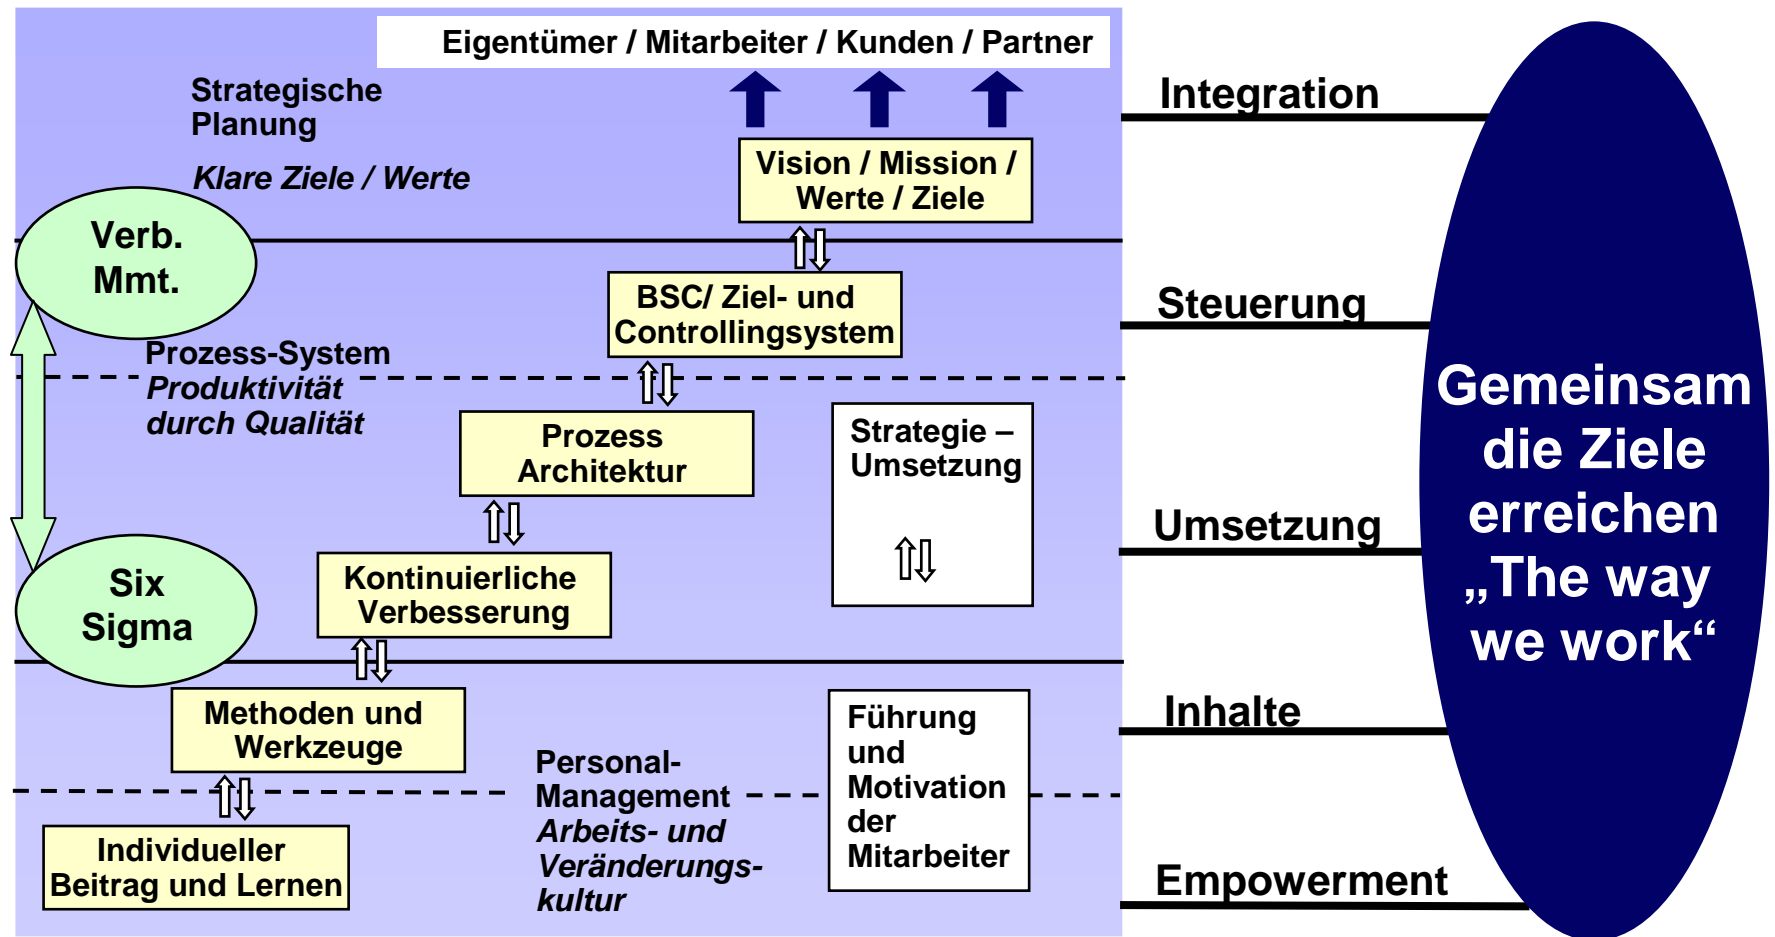 Eigentümer / Mitarbeiter / Kunden / Partner
Strategische
Planung
Klare Ziele / Werte
Vision / Mission /
Werte / Ziele
Verb.
Mmt.
BSC/ Ziel- und
Controllingsystem
Prozess-System
Produktivität
durch Qualität
Prozess
Architektur
Strategie –
Umsetzung
Kontinuierliche
Verbesserung
Six
Sigma
Methoden und
Werkzeuge
Führung
und
Motivation
der
Mitarbeiter
Personal-
Management
Arbeits- und
Veränderungs-
kultur
Individueller
Beitrag und Lernen
Integration
Steuerung
Umsetzung
Inhalte
Empowerment
Gemeinsam
die Ziele
erreichen
„The way
we work“